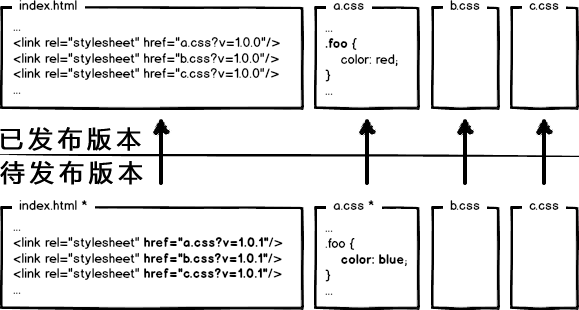 index.html
...
<link rel="stylesheet" href="a.css?v=1.0.0"/>
<link rel="stylesheet" href="b.css?v=1.0.0"/>
<link rel="stylesheet" href="c.css?v=1.0.0"/>
...
a.css
...
.foo {
color: red;
}
...
b.css
c.css
已发布版本
待发布版本
index.html *
...
<link rel="stylesheet" href="a.css?v=1.0.1"/>
<link rel="stylesheet" href="b.css?v=1.0.1"/>
<link rel="stylesheet" href="c.css?v=1.0.1"/>
...
a.css *
...
.foo {
color: blue;
}
...
b.css
c.css